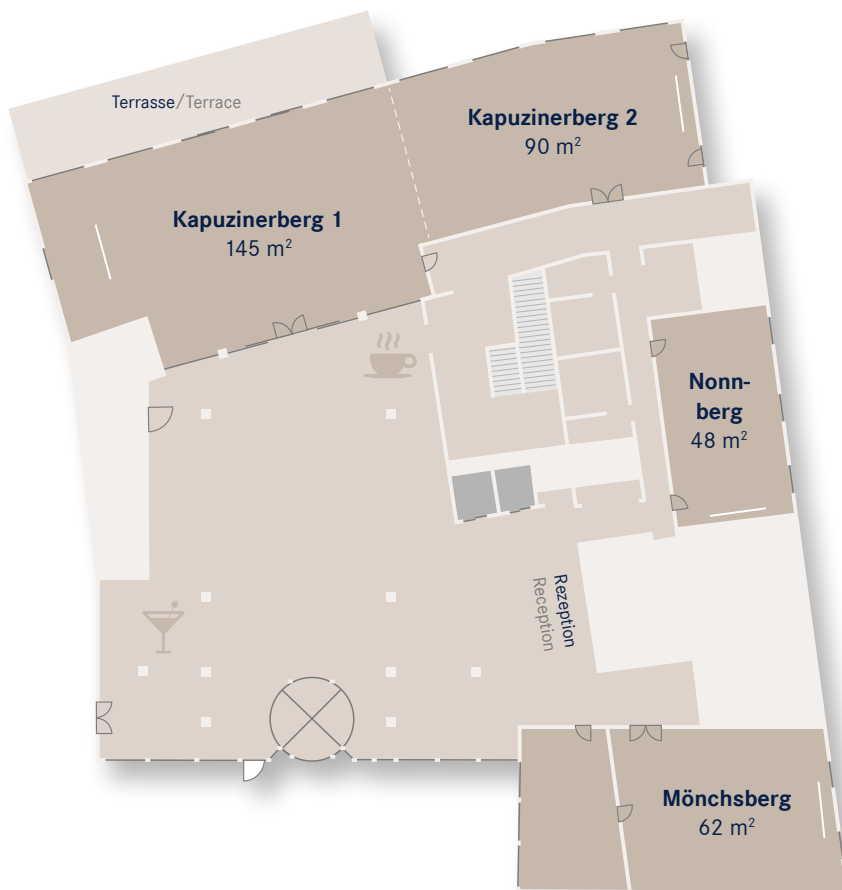 Terrasse/Terrace
Kapuzinerberg 2
90 m²
Kapuzinerberg 1
145 m²
Nonn-
berg
48 m²
Rezeption
Reception
Mönchsberg
62 m²